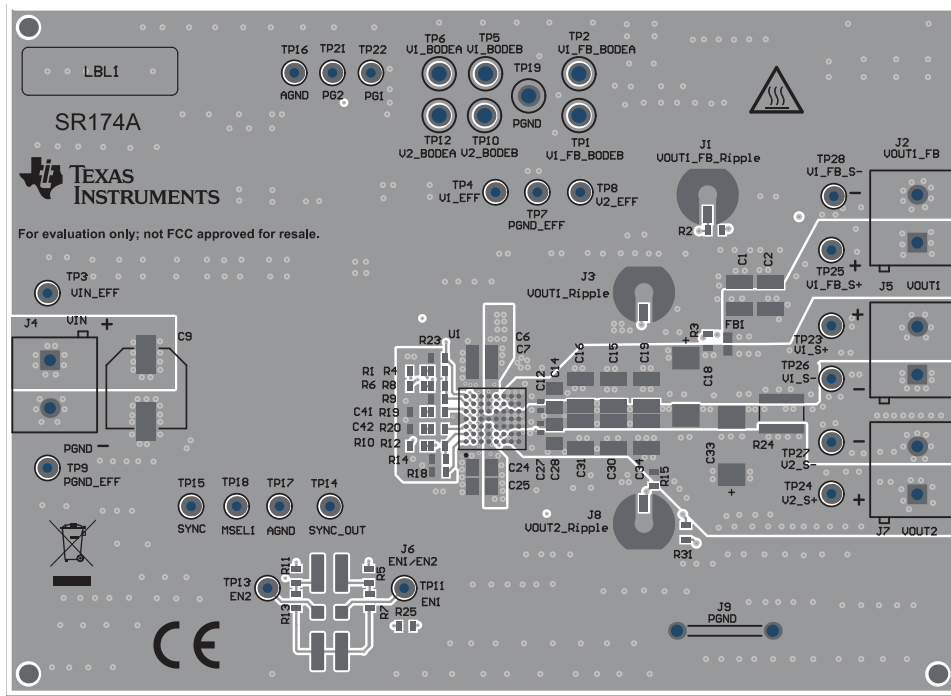 LBL1
SR174A
TEXAS
INSTRUMENTS
For evaluation only; not FCC approved for resale.
TP16
AGND
TP21
PG2
TP22
PG1
TP6
V1_BODEA
TP5
V1_BODEB
TP19
PGND
TP2
V1_FB_BODEA
TP12
V2_BODEA
TP10
V2_BODEB
TP1
V1_FB_BODEB
TP4
V1_EFF
TP7
PGND_EFF
TP8
V2_EFF
J1
VOUT1_FB_Ripple
R2
TP28
V1_FB_S-
−
J2
VOUT1_FB
TP25
V1_FB_S+
+
J5
VOUT1
TP3
VIN_EFF
J4
VIN
+
C9
PGND
−
TP9
PGND_EFF
J3
VOUT1_Ripple
C1
C2
R3
FB1
TP23
V1_S+
+
TP26
V1_S-
−
U1
R23
C6
C7
R1
R4
R6
R8
R9
C41
R19
C42
R20
R10
R12
R14
R18
C12
C14
C16
C15
C19
+
C18
C24
C25
C27
C28
C31
C30
C34
R15
C33
+
R24
TP27
V2_S-
−
TP24
V2_S+
+
J7
VOUT2
J8
VOUT2_Ripple
R31
TP15
SYNC
TP18
MSEL1
TP17
AGND
TP14
SYNC_OUT
R11
R5
J6
EN1/EN2
TP13
EN2
TP11
EN1
R13
R7
R25
J9
PGND
CE